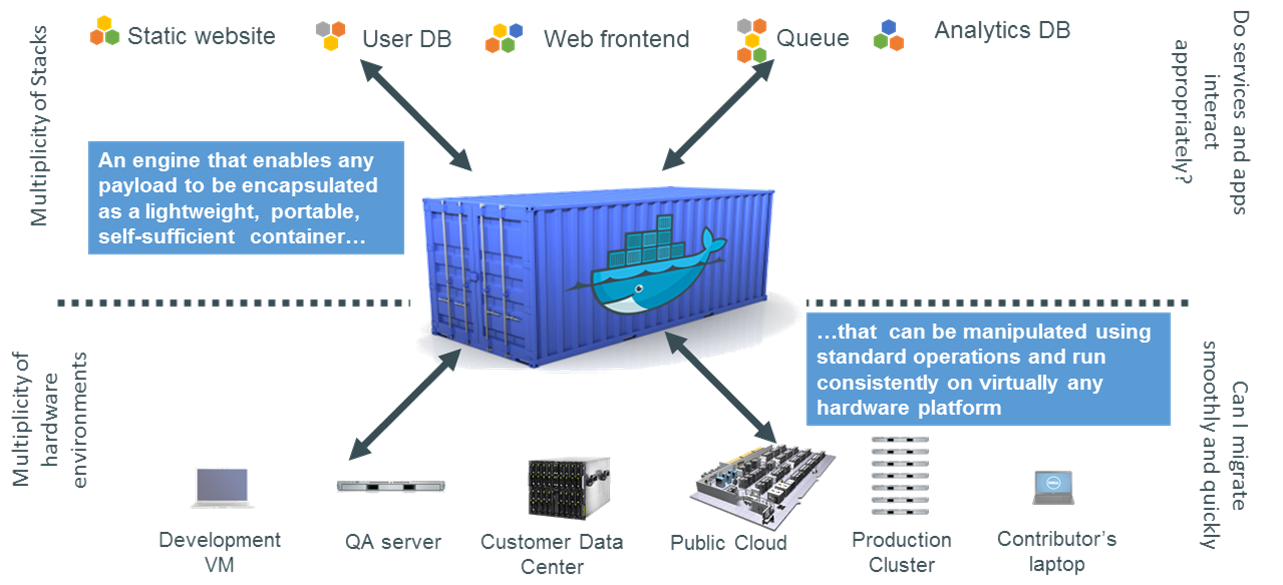 Static website
User DB
Web frontend
Queue
Analytics DB
Multiplicity of Stacks
Do services and apps
interact
appropriately?
An engine that enables any
payload to be encapsulated
as a lightweight, portable,
self-sufficient container…
…that can be manipulated using
standard operations and run
consistently on virtually any
hardware platform
Multiplicity of
hardware
environments
Can I migrate
smoothly and quickly
Development
VM
QA server
Customer Data
Center
Public Cloud
Production
Cluster
Contributor’s
laptop